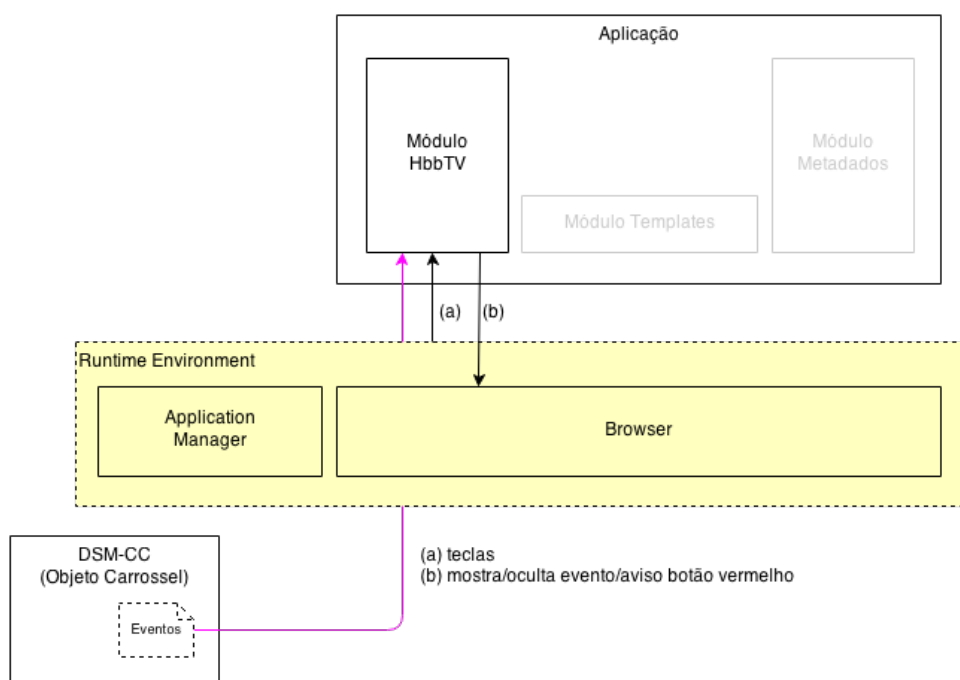 Aplicação
Módulo
HbbTV
Módulo
Metadados
Módulo Templates
(a)
(b)
Runtime Environment
Application
Manager
Browser
DSM-CC
(Objeto Carrossel)
Eventos
(a) teclas
(b) mostra/oculta evento/aviso botão vermelho